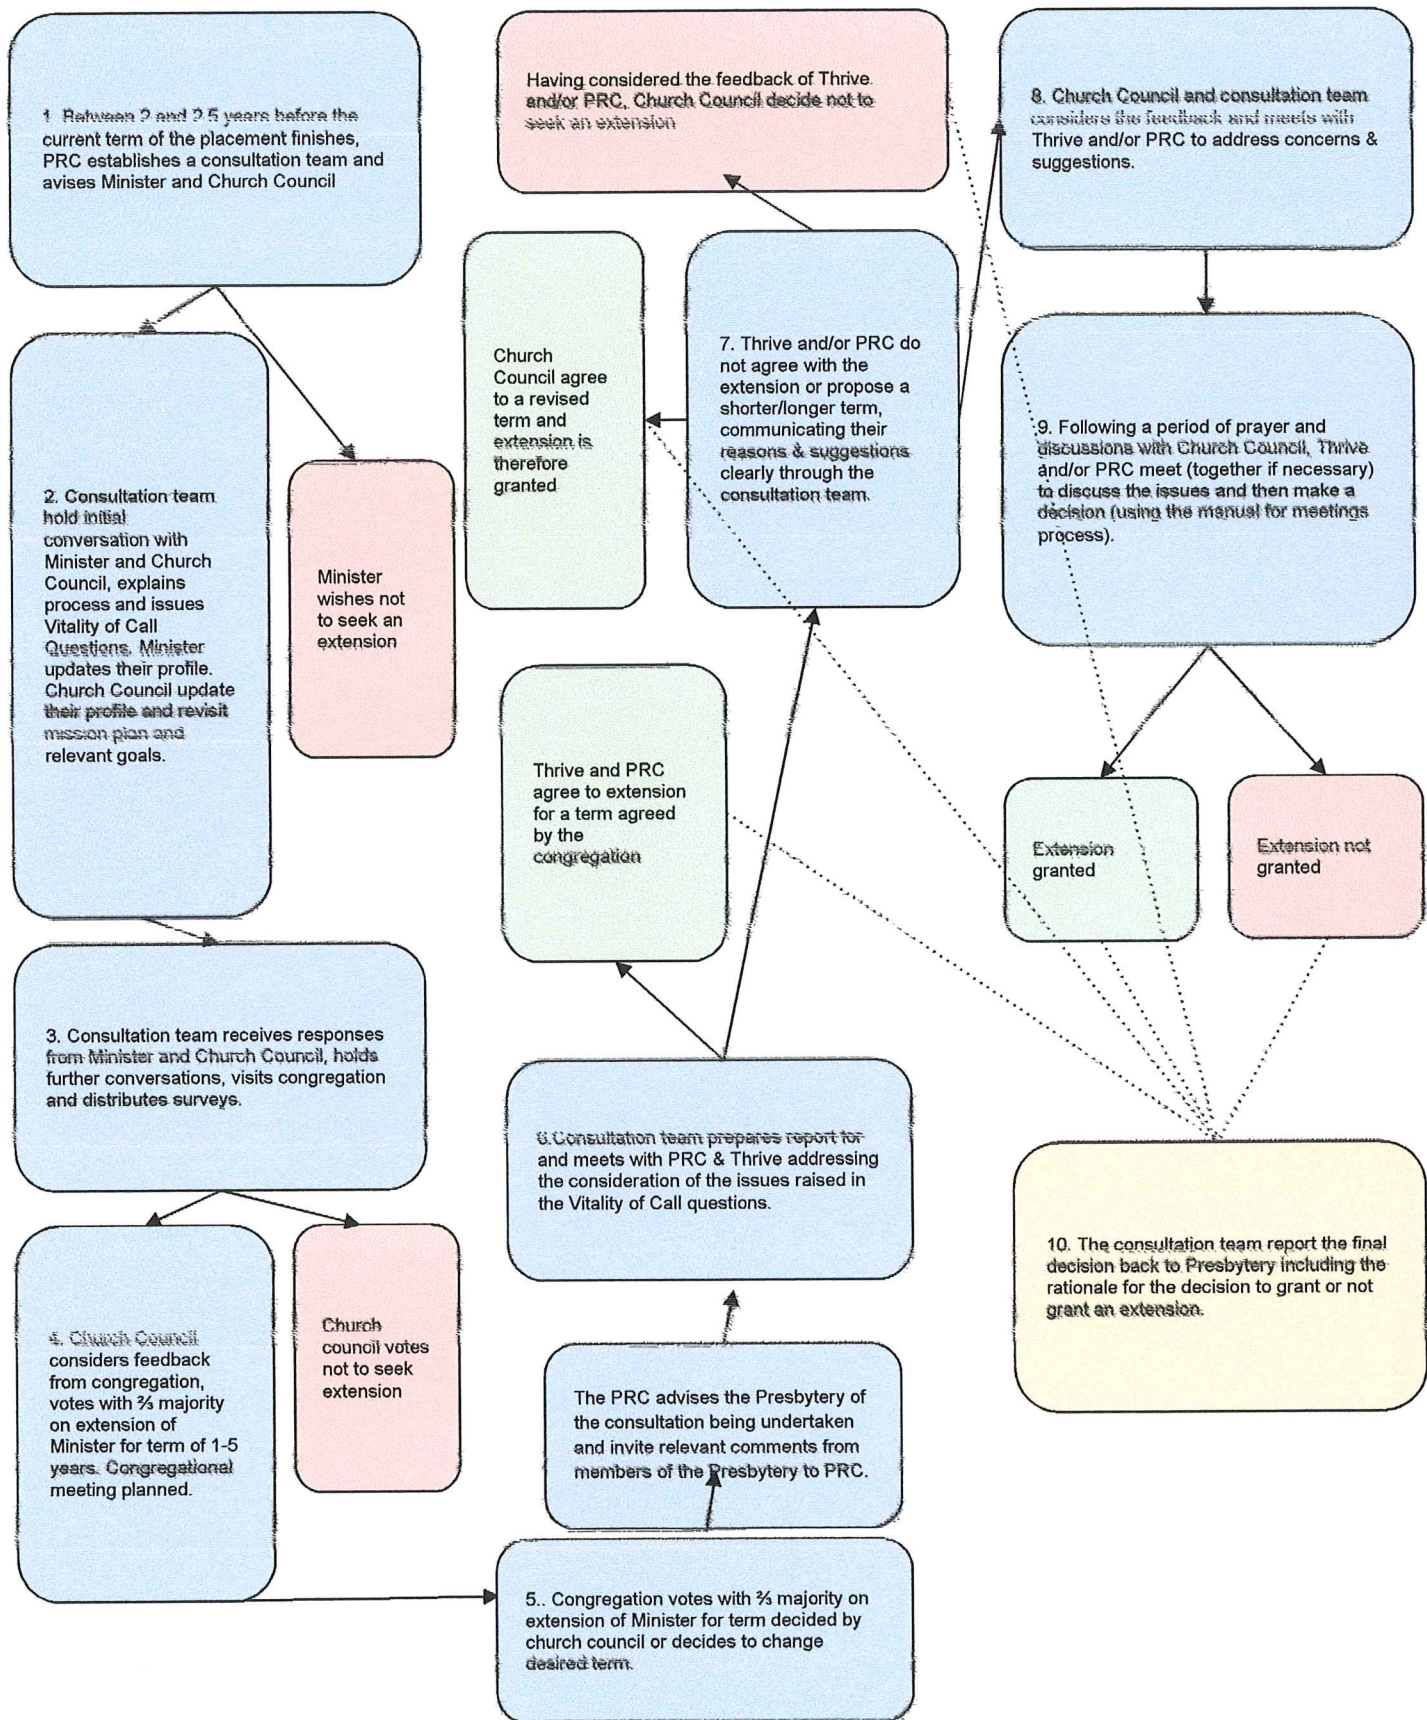 1. Between 2 and 2.5 years before the
current term of the placement finishes,
PRC establishes a consultation team and
avises Minister and Church Council
2. Consultation team
hold initial
conversation with
Minister and Church
Council, explains
process and issues
Vitality of Call
Questions. Minister
updates their profile.
Church Council update
their profile and revisit
mission plan and
relevant goals.
Minister
wishes not
to seek an
extension
3. Consultation team receives responses
from Minister and Church Council, holds
further conversations, visits congregation
and distributes surveys.
4. Church Council
considers feedback
from congregation,
votes with ⅔ majority
on extension of
Minister for term of 1-5
years. Congregational
meeting planned.
Church
council votes
not to seek
extension
5.. Congregation votes with ⅔ majority on
extension of Minister for term decided by
church council or decides to change
desired term.
The PRC advises the Presbytery of
the consultation being undertaken
and invite relevant comments from
members of the Presbytery to PRC.
6.Consultation team prepares report for
and meets with PRC & Thrive addressing
the consideration of the issues raised in
the Vitality of Call questions.
Thrive and PRC
agree to extension
for a term agreed
by the
congregation
7. Thrive and/or PRC do
not agree with the
extension or propose a
shorter/longer term,
communicating their
reasons & suggestions
clearly through the
consultation team.
Church
Council agree
to a revised
term and
extension is
therefore
granted
Having considered the feedback of Thrive
and/or PRC, Church Council decide not to
seek an extension
8. Church Council and consultation team
considers the feedback and meets with
Thrive and/or PRC to address concerns &
suggestions.
9. Following a period of prayer and
discussions with Church Council, Thrive
and/or PRC meet (together if necessary)
to discuss the issues and then make a
decision (using the manual for meetings
process).
Extension
granted
Extension not
granted
10. The consultation team report the final
decision back to Presbytery including the
rationale for the decision to grant or not
grant an extension.